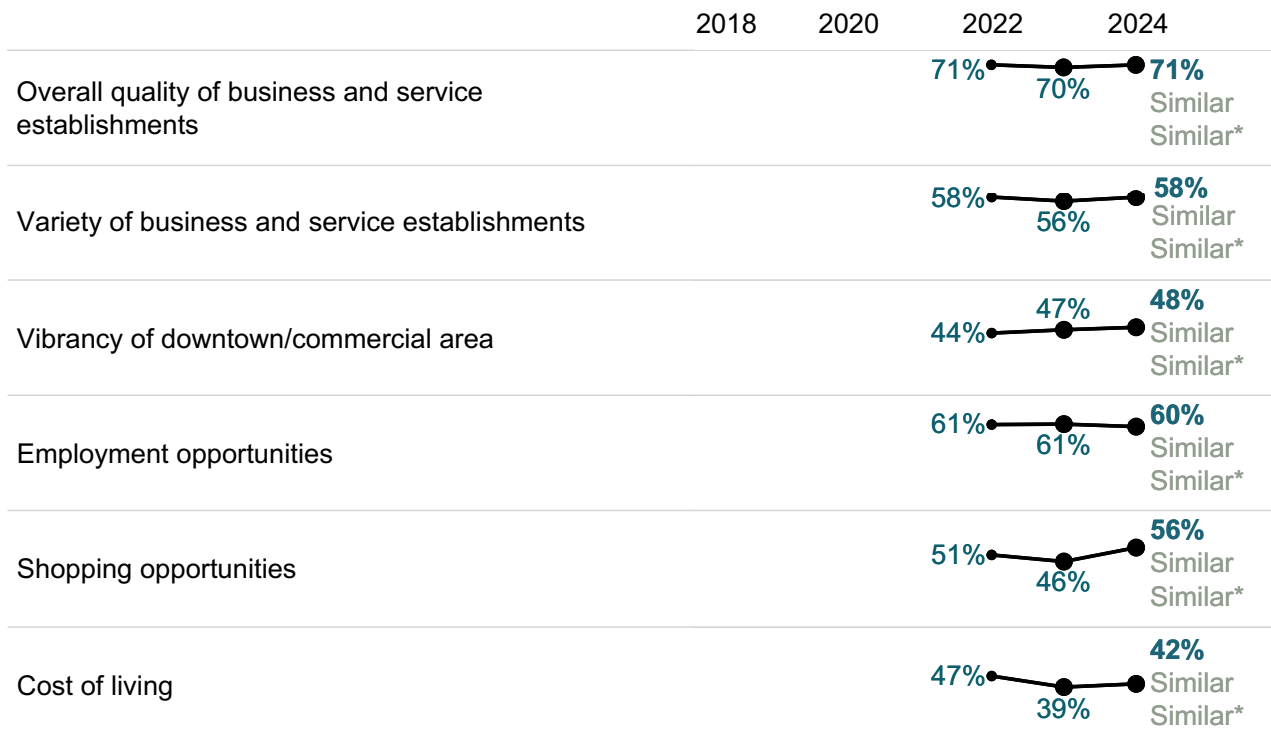 2018 2020 2022 2024
Overall quality of business and service
establishments
71% 70% 71%
Similar
Similar*
Variety of business and service establishments
58% 56% 58%
Similar
Similar*
Vibrancy of downtown/commercial area
44% 47% 48%
Similar
Similar*
Employment opportunities
61% 61% 60%
Similar
Similar*
Shopping opportunities
51% 46% 56%
Similar
Similar*
Cost of living
47% 39% 42%
Similar
Similar*